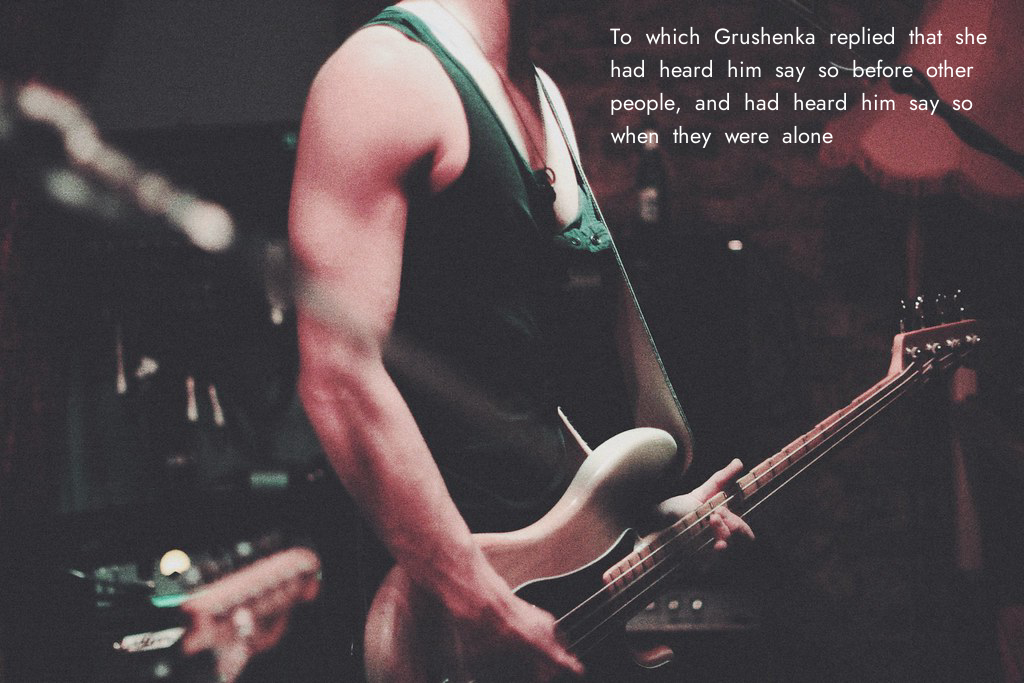 To which Grushenka replied that she
had heard him say so before other
people, and had heard him say so
when they were alone